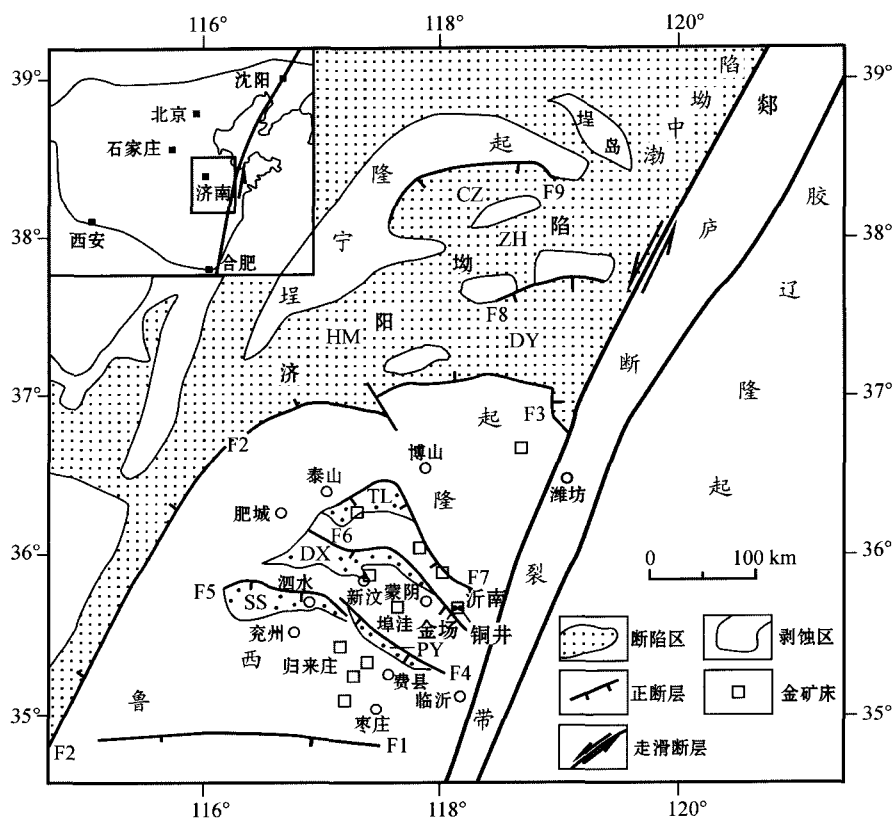 116°
118°
120°
39°
38°
37°
36°
35°
39°
38°
37°
36°
35°
116°
118°
120°
沈阳
北京
石家庄
济南
西安
合肥
埕宁隆起
埕岛
渤中坳陷
郯庐断裂带
胶辽隆起
济阳坳陷
鲁西隆起
CZ
F9
ZH
F8
HM
DY
F2
F3
博山
泰山
潍坊
肥城
TL
F6
DX
F7
F5
泗水
SS
新汶
蒙阴
沂南
埠洼
金场
铜井
兖州
PY
归来庄
F4
费县
临沂
枣庄
F2
F1
0
100 km
断陷区
剥蚀区
正断层
金矿床
走滑断层